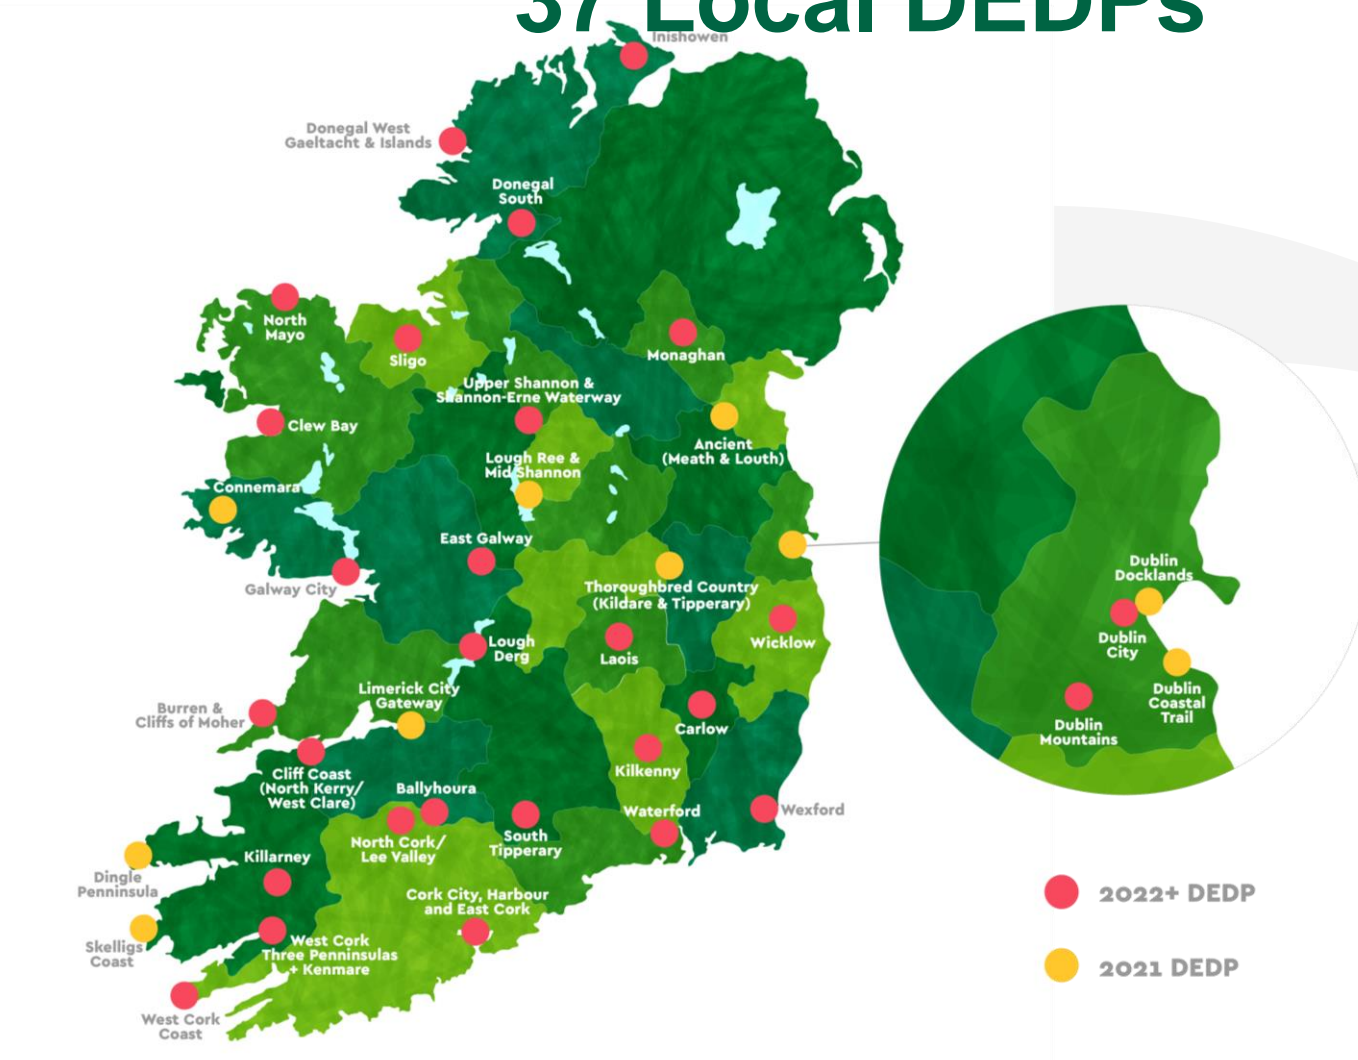 37 Local DEDPs
Inishowen
Donegal West
Gaeltacht & Islands
Donegal
South
North
Mayo
Sligo
Monaghan
Upper Shannon &
Shannon-Erne Waterway
Clew Bay
Ancient
(Meath & Louth)
Lough Ree &
Mid Shannon
Connemara
East Galway
Galway City
Thoroughbred Country
(Kildare & Tipperary)
Wicklow
Lough
Derg
Laois
Limerick City
Gateway
Burren &
Cliffs of Moher
Carlow
Cliff Coast
(North Kerry/
West Clare)
Kilkenny
Ballyhoura
Waterford
Wexford
North Cork/
Lee Valley
South
Tipperary
Killarney
Dingle
Penninsula
Cork City, Harbour
and East Cork
Skelligs
Coast
West Cork
Three Penninsulas
+ Kenmare
West Cork
Coast
Dublin
Docklands
Dublin
City
Dublin
Coastal
Trail
Dublin
Mountains
2022+ DEDP
2021 DEDP